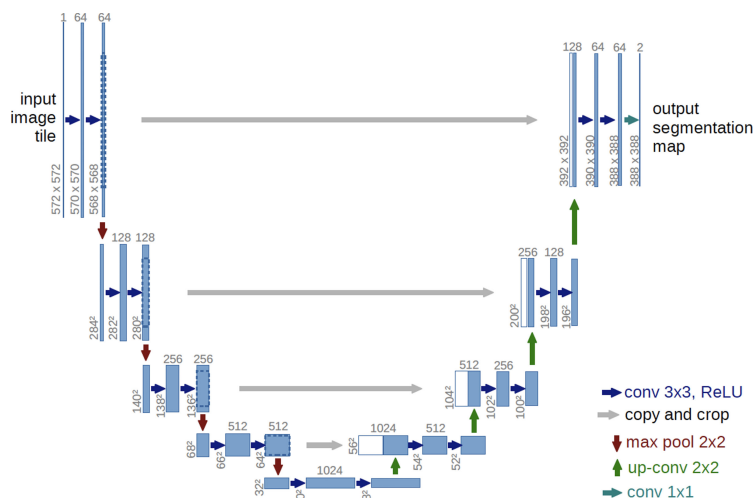 1 64 64
128 64 64 2
input
image
tile
output
segmentation
map
572 x 572
570 x 570
568 x 568
392 x 392
390 x 390
388 x 388
388 x 388
128 128
256 128
284²
282²
280²
200²
198²
196²
256 256
512 256
140²
138²
136²
104²
102²
100²
512 512
1024 512
68²
66²
64²
56²
54²
52²
1024
32²
conv 3x3, ReLU
copy and crop
max pool 2x2
up-conv 2x2
conv 1x1